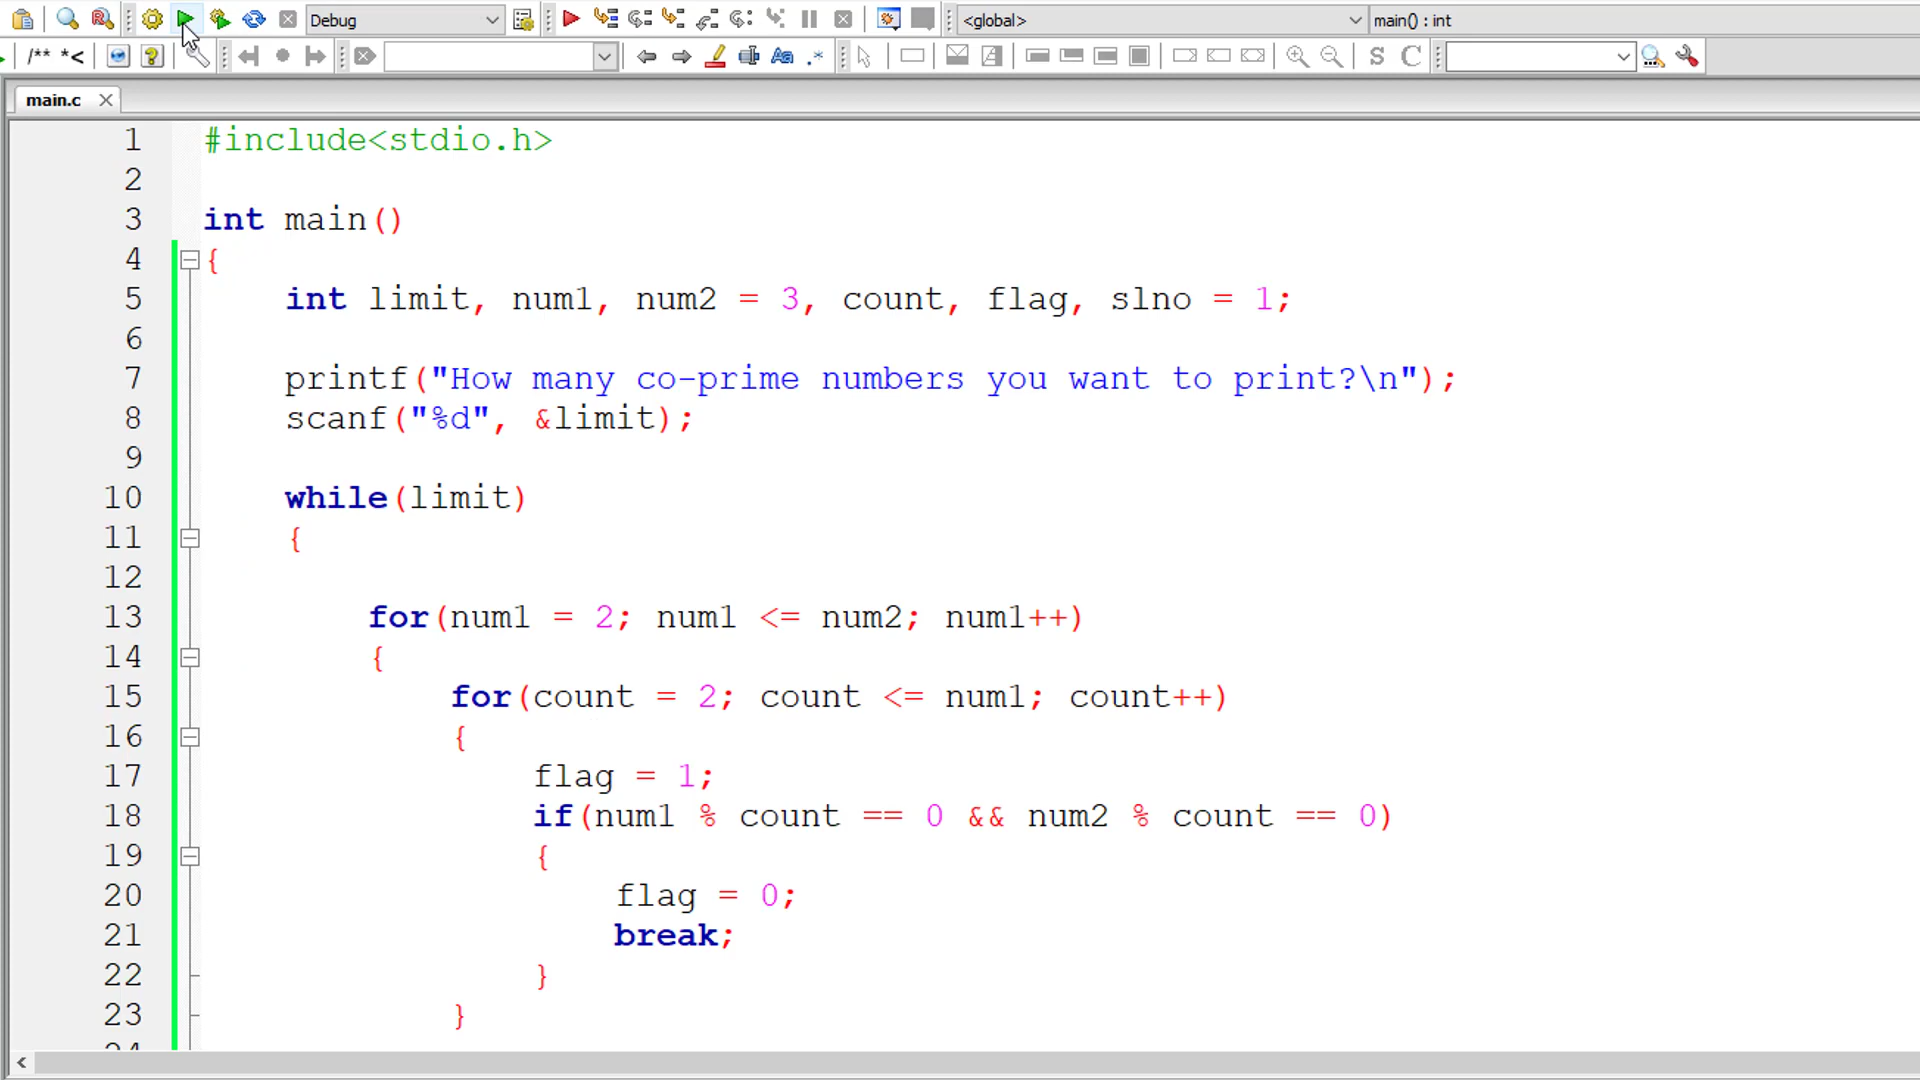 Debug <global> main() : int
/** *< Aa .* S C
main.c
1 #include<stdio.h>
2
3 int main()
4 {
5 int limit, num1, num2 = 3, count, flag, slno = 1;
6
7 printf("How many co-prime numbers you want to print?\n");
8 scanf("%d", &limit);
9
10 while(limit)
11 {
12
13 for(num1 = 2; num1 <= num2; num1++)
14 {
15 for(count = 2; count <= num1; count++)
16 {
17 flag = 1;
18 if(num1 % count == 0 && num2 % count == 0)
19 {
20 flag = 0;
21 break;
22 }
23 }